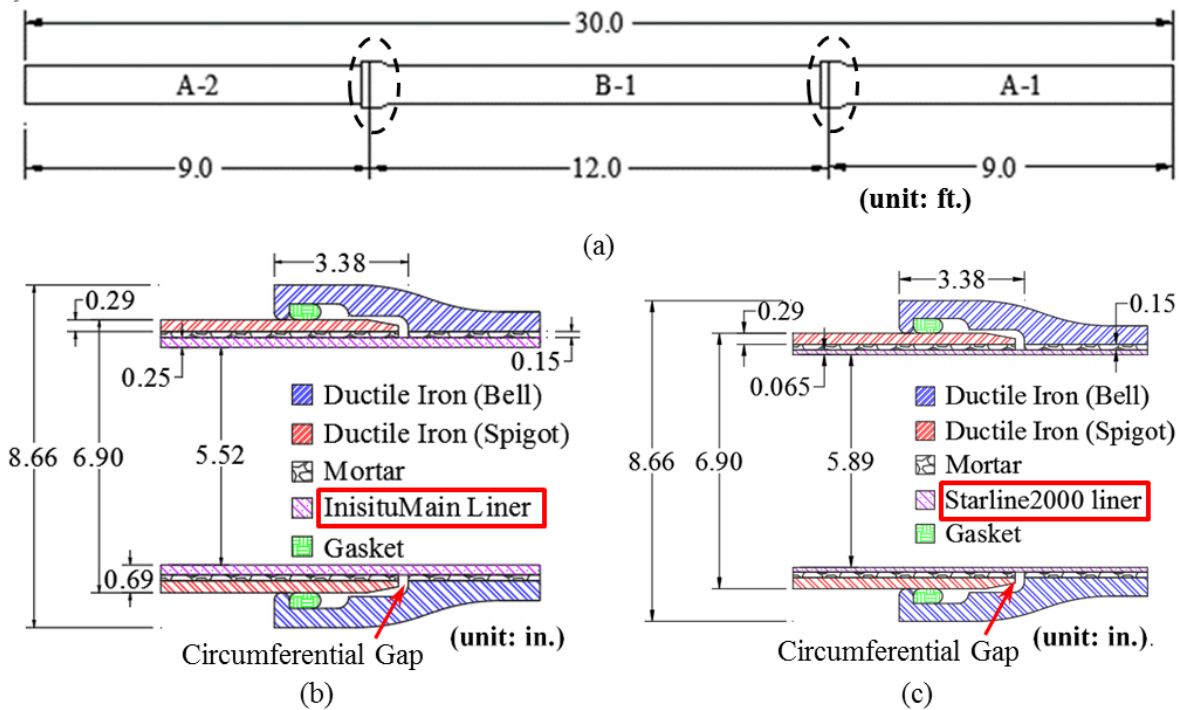 30.0
A-2
B-1
A-1
9.0
12.0
9.0
(unit: ft.)
(a)
3.38
0.29
0.15
0.25
8.66
6.90
5.52
Ductile Iron (Bell)
Ductile Iron (Spigot)
Mortar
InisituMain Liner
Gasket
0.69
(unit: in.)
Circumferential Gap
(b)
3.38
0.29
0.15
0.065
8.66
6.90
5.89
Ductile Iron (Bell)
Ductile Iron (Spigot)
Mortar
Starline2000 liner
Gasket
(unit: in.).
Circumferential Gap
(c)